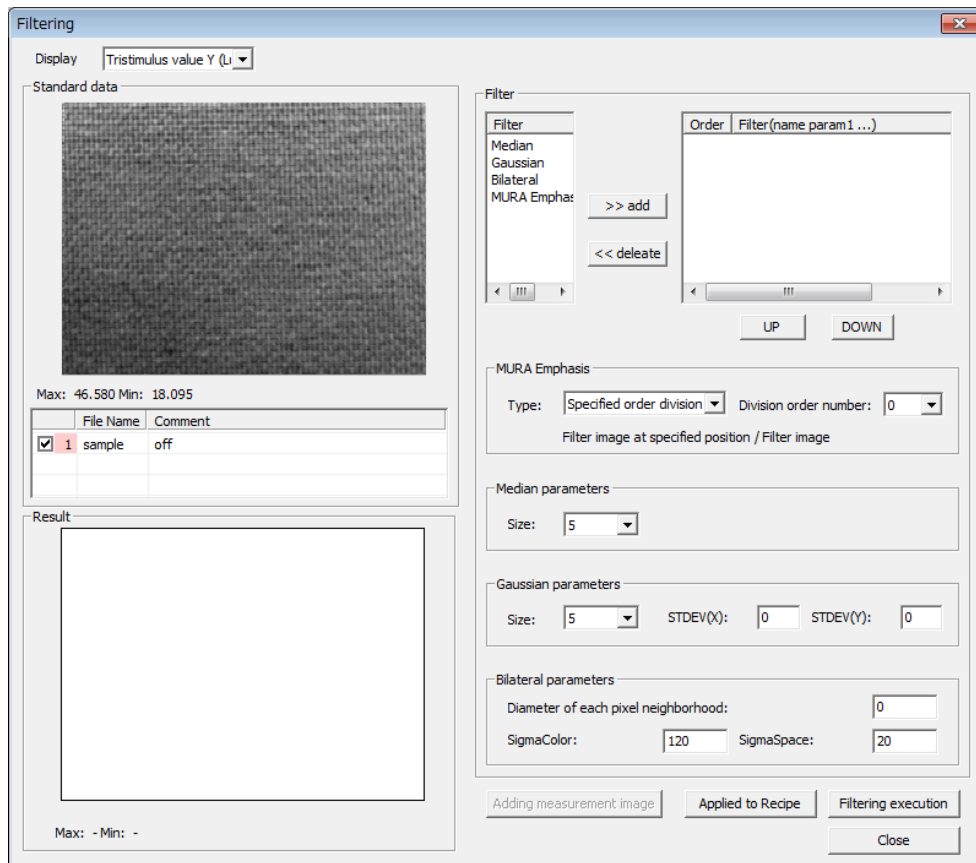 Filtering
Display Tristimulus value Y (Lu
Standard data
Max: 46.580 Min: 18.095
File Name Comment
1 sample off
Result
Max: - Min: -
Filter
Filter
Median
Gaussian
Bilateral
MURA Emphas
>> add
<< deleate
Order Filter(name param1 ...)
UP DOWN
MURA Emphasis
Type: Specified order division Division order number: 0
Filter image at specified position / Filter image
Median parameters
Size: 5
Gaussian parameters
Size: 5 STDEV(X): 0 STDEV(Y): 0
Bilateral parameters
Diameter of each pixel neighborhood: 0
SigmaColor: 120 SigmaSpace: 20
Adding measurement image Applied to Recipe Filtering execution
Close